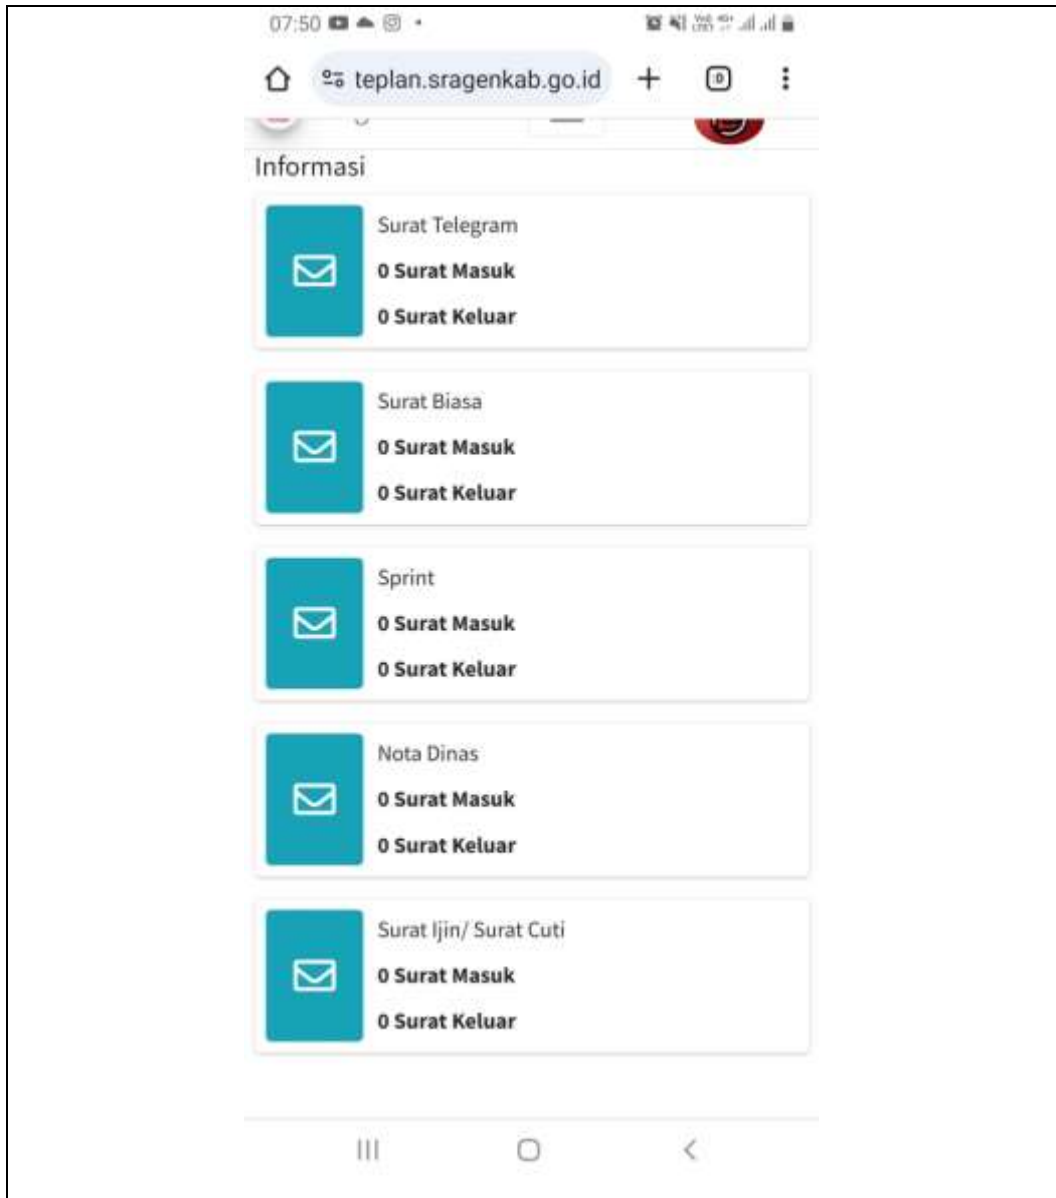 07:50
teplan.sragenkab.go.id
Informasi
Surat Telegram
0 Surat Masuk
0 Surat Keluar
Surat Biasa
0 Surat Masuk
0 Surat Keluar
Sprint
0 Surat Masuk
0 Surat Keluar
Nota Dinas
0 Surat Masuk
0 Surat Keluar
Surat Ijin/ Surat Cuti
0 Surat Masuk
0 Surat Keluar